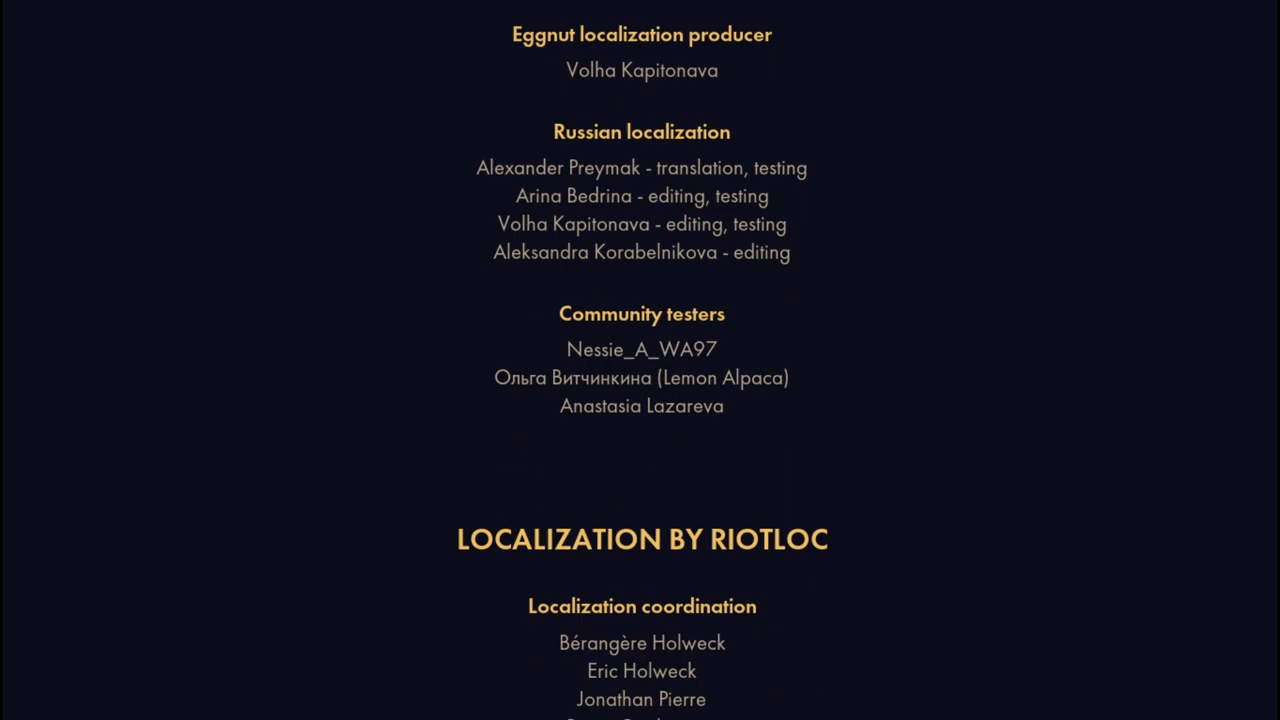 Eggnut localization producer
Volha Kapitonava
Russian localization
Alexander Preymak - translation, testing
Arina Bedrina - editing, testing
Volha Kapitonava - editing, testing
Aleksandra Korabelnikova - editing
Community testers
Nessie_A_WA97
Ольга Витчинкина (Lemon Alpaca)
Anastasia Lazareva
LOCALIZATION BY RIOTLOC
Localization coordination
Bérangère Holweck
Eric Holweck
Jonathan Pierre